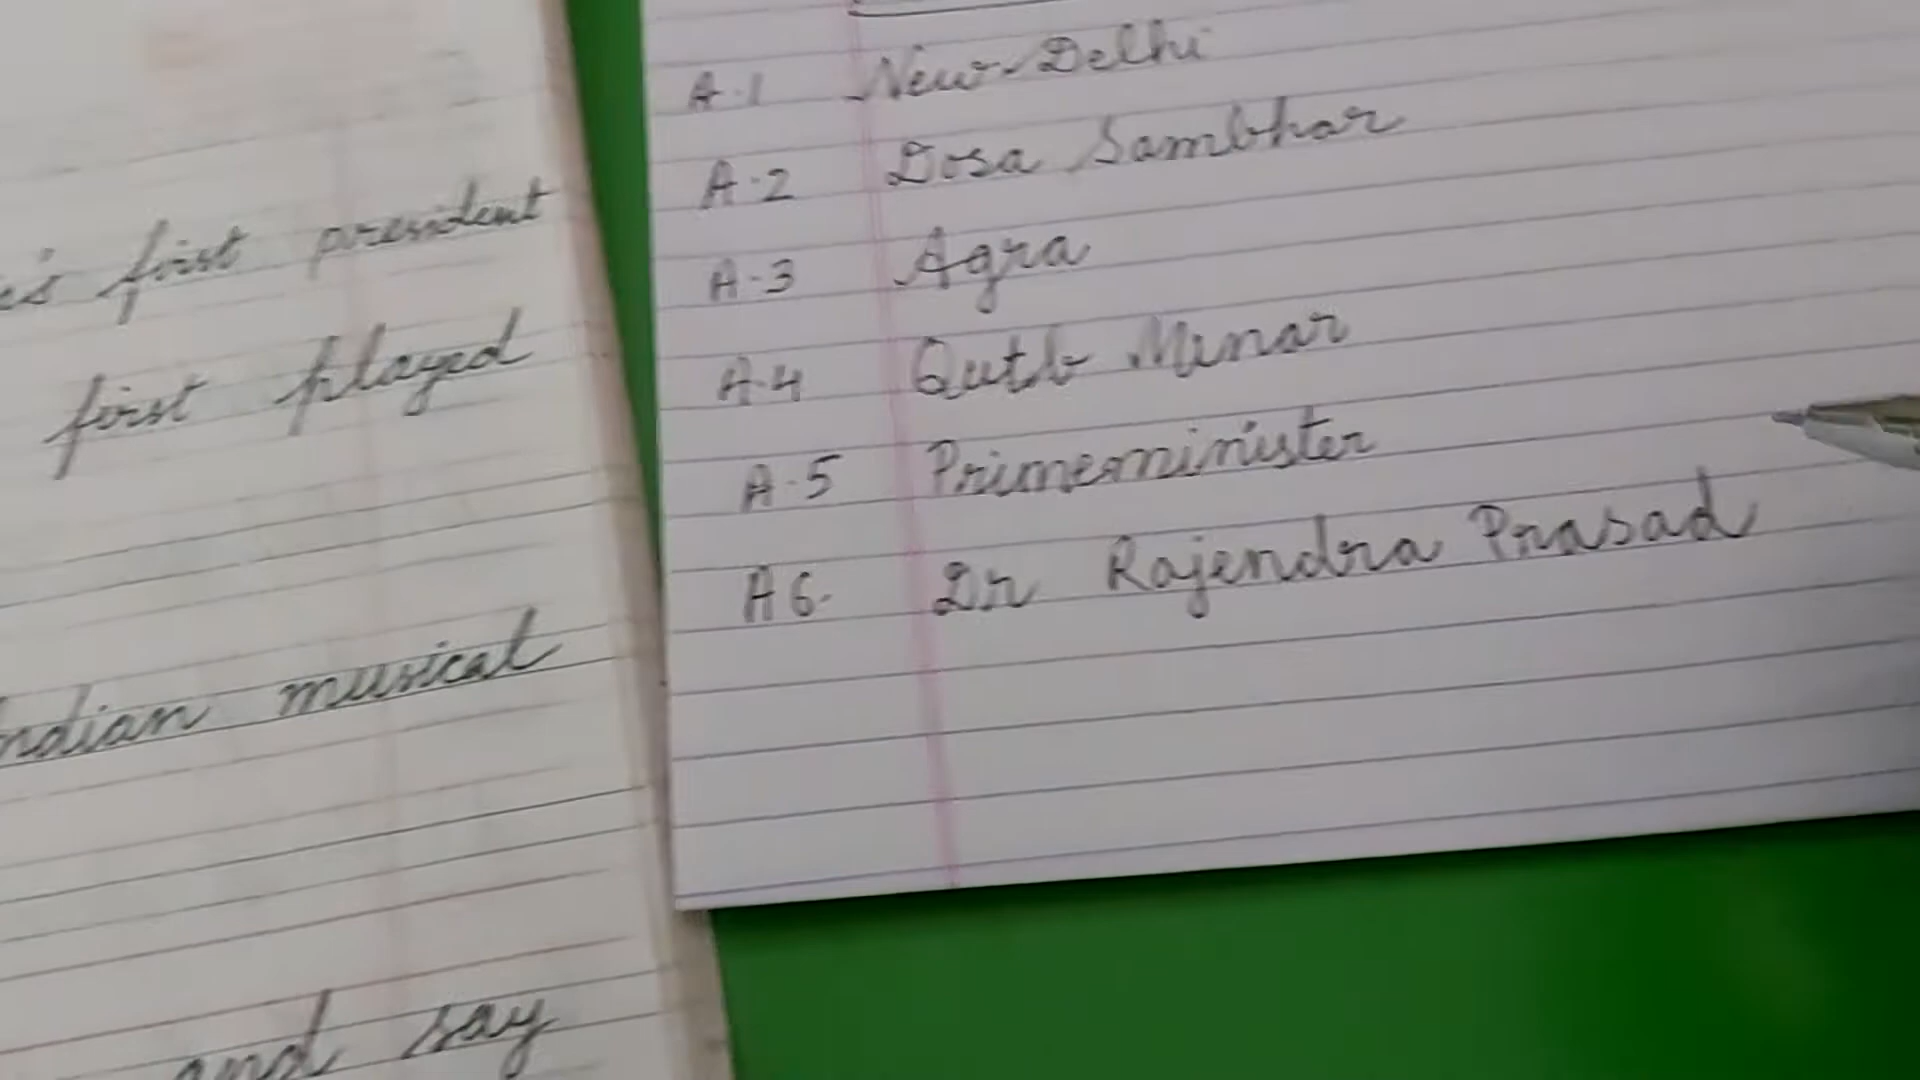 first president
first played
Indian musical
and say
A.1 New-Delhi
A.2 Dosa Sambhar
A.3 Agra
A.4 Qutb Minar
A.5 Primeminister
A6. Dr Rajendra Prasad